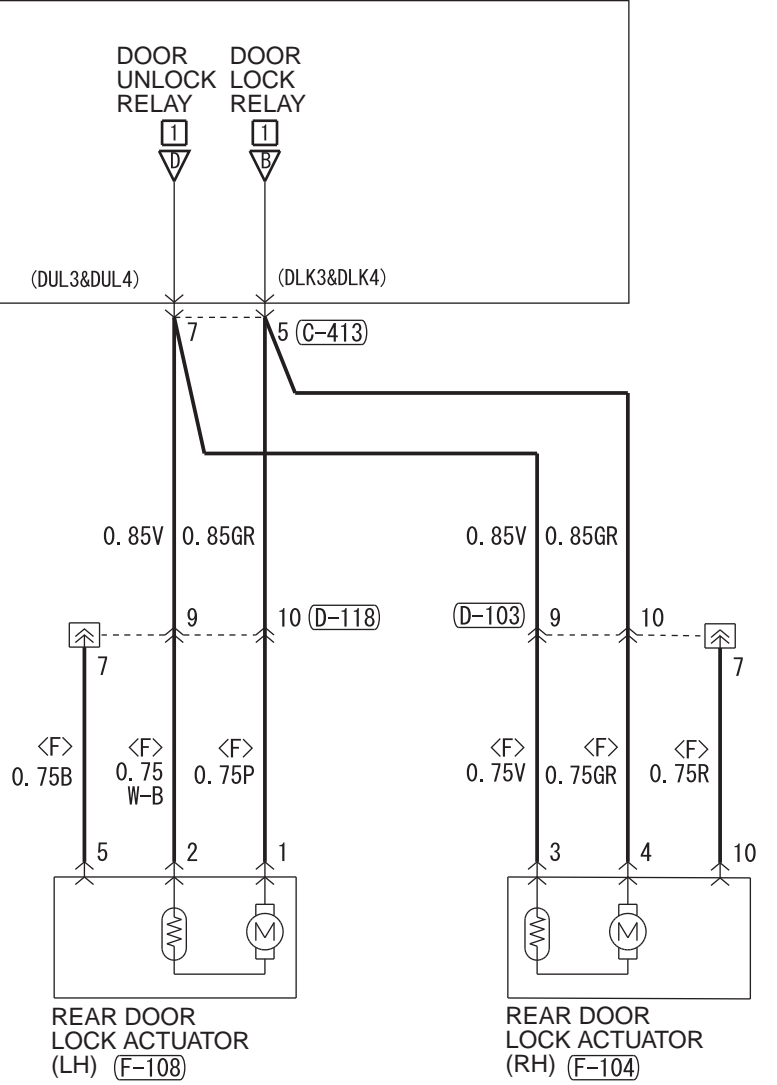 DOOR UNLOCK RELAY
DOOR LOCK RELAY
1
1
D
B
(DUL3&DUL4)
(DLK3&DLK4)
7
5 (C-413)
0.85V
0.85GR
0.85V
0.85GR
9
10 (D-118)
(D-103) 9
10
7
7
<F> 0.75B
<F> 0.75 W-B
<F> 0.75P
<F> 0.75V
<F> 0.75GR
<F> 0.75R
5
2
1
3
4
10
M
M
REAR DOOR
LOCK ACTUATOR
(LH) (F-108)
REAR DOOR
LOCK ACTUATOR
(RH) (F-104)